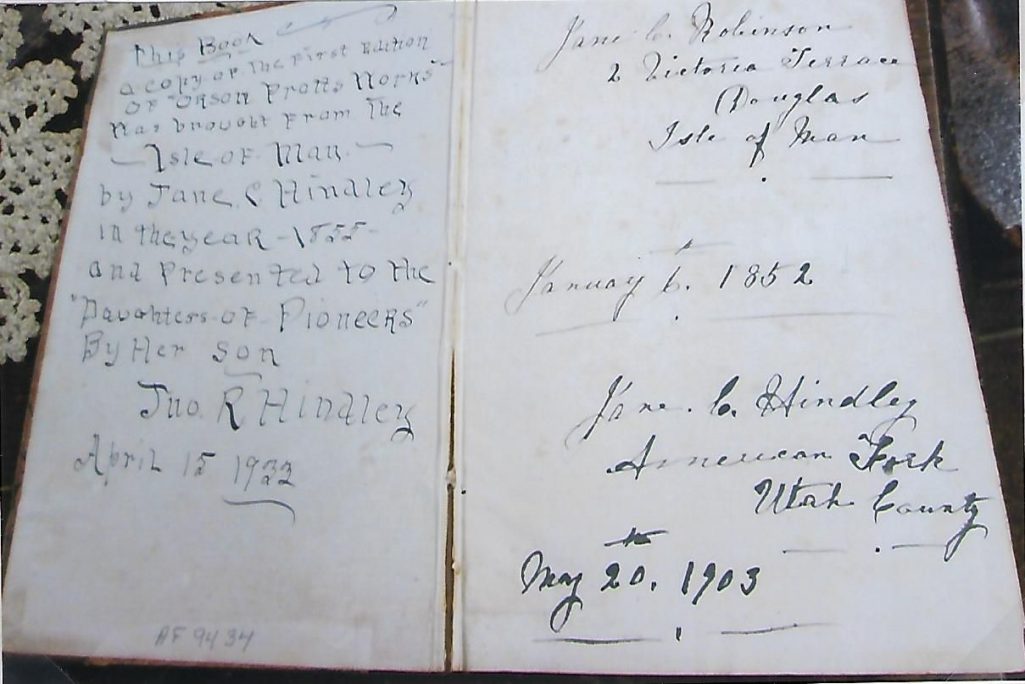 This Book
a copy of the First Edition
of "Orson Pratts Works"
Was brought from The
— Isle of Man. —
by Jane C Hindley
in the year - 1855 -
and Presented to the
"Daughters of Pioneers"
By Her Son
Jno. R Hindley
April 15 1933
AF 9434
Jane C. Robinson
2 Victoria Terrace
Douglas
Isle of Man
January 6th. 1852
Jane. C. Hindley
American Fork
Utah County
May 20th. 1903